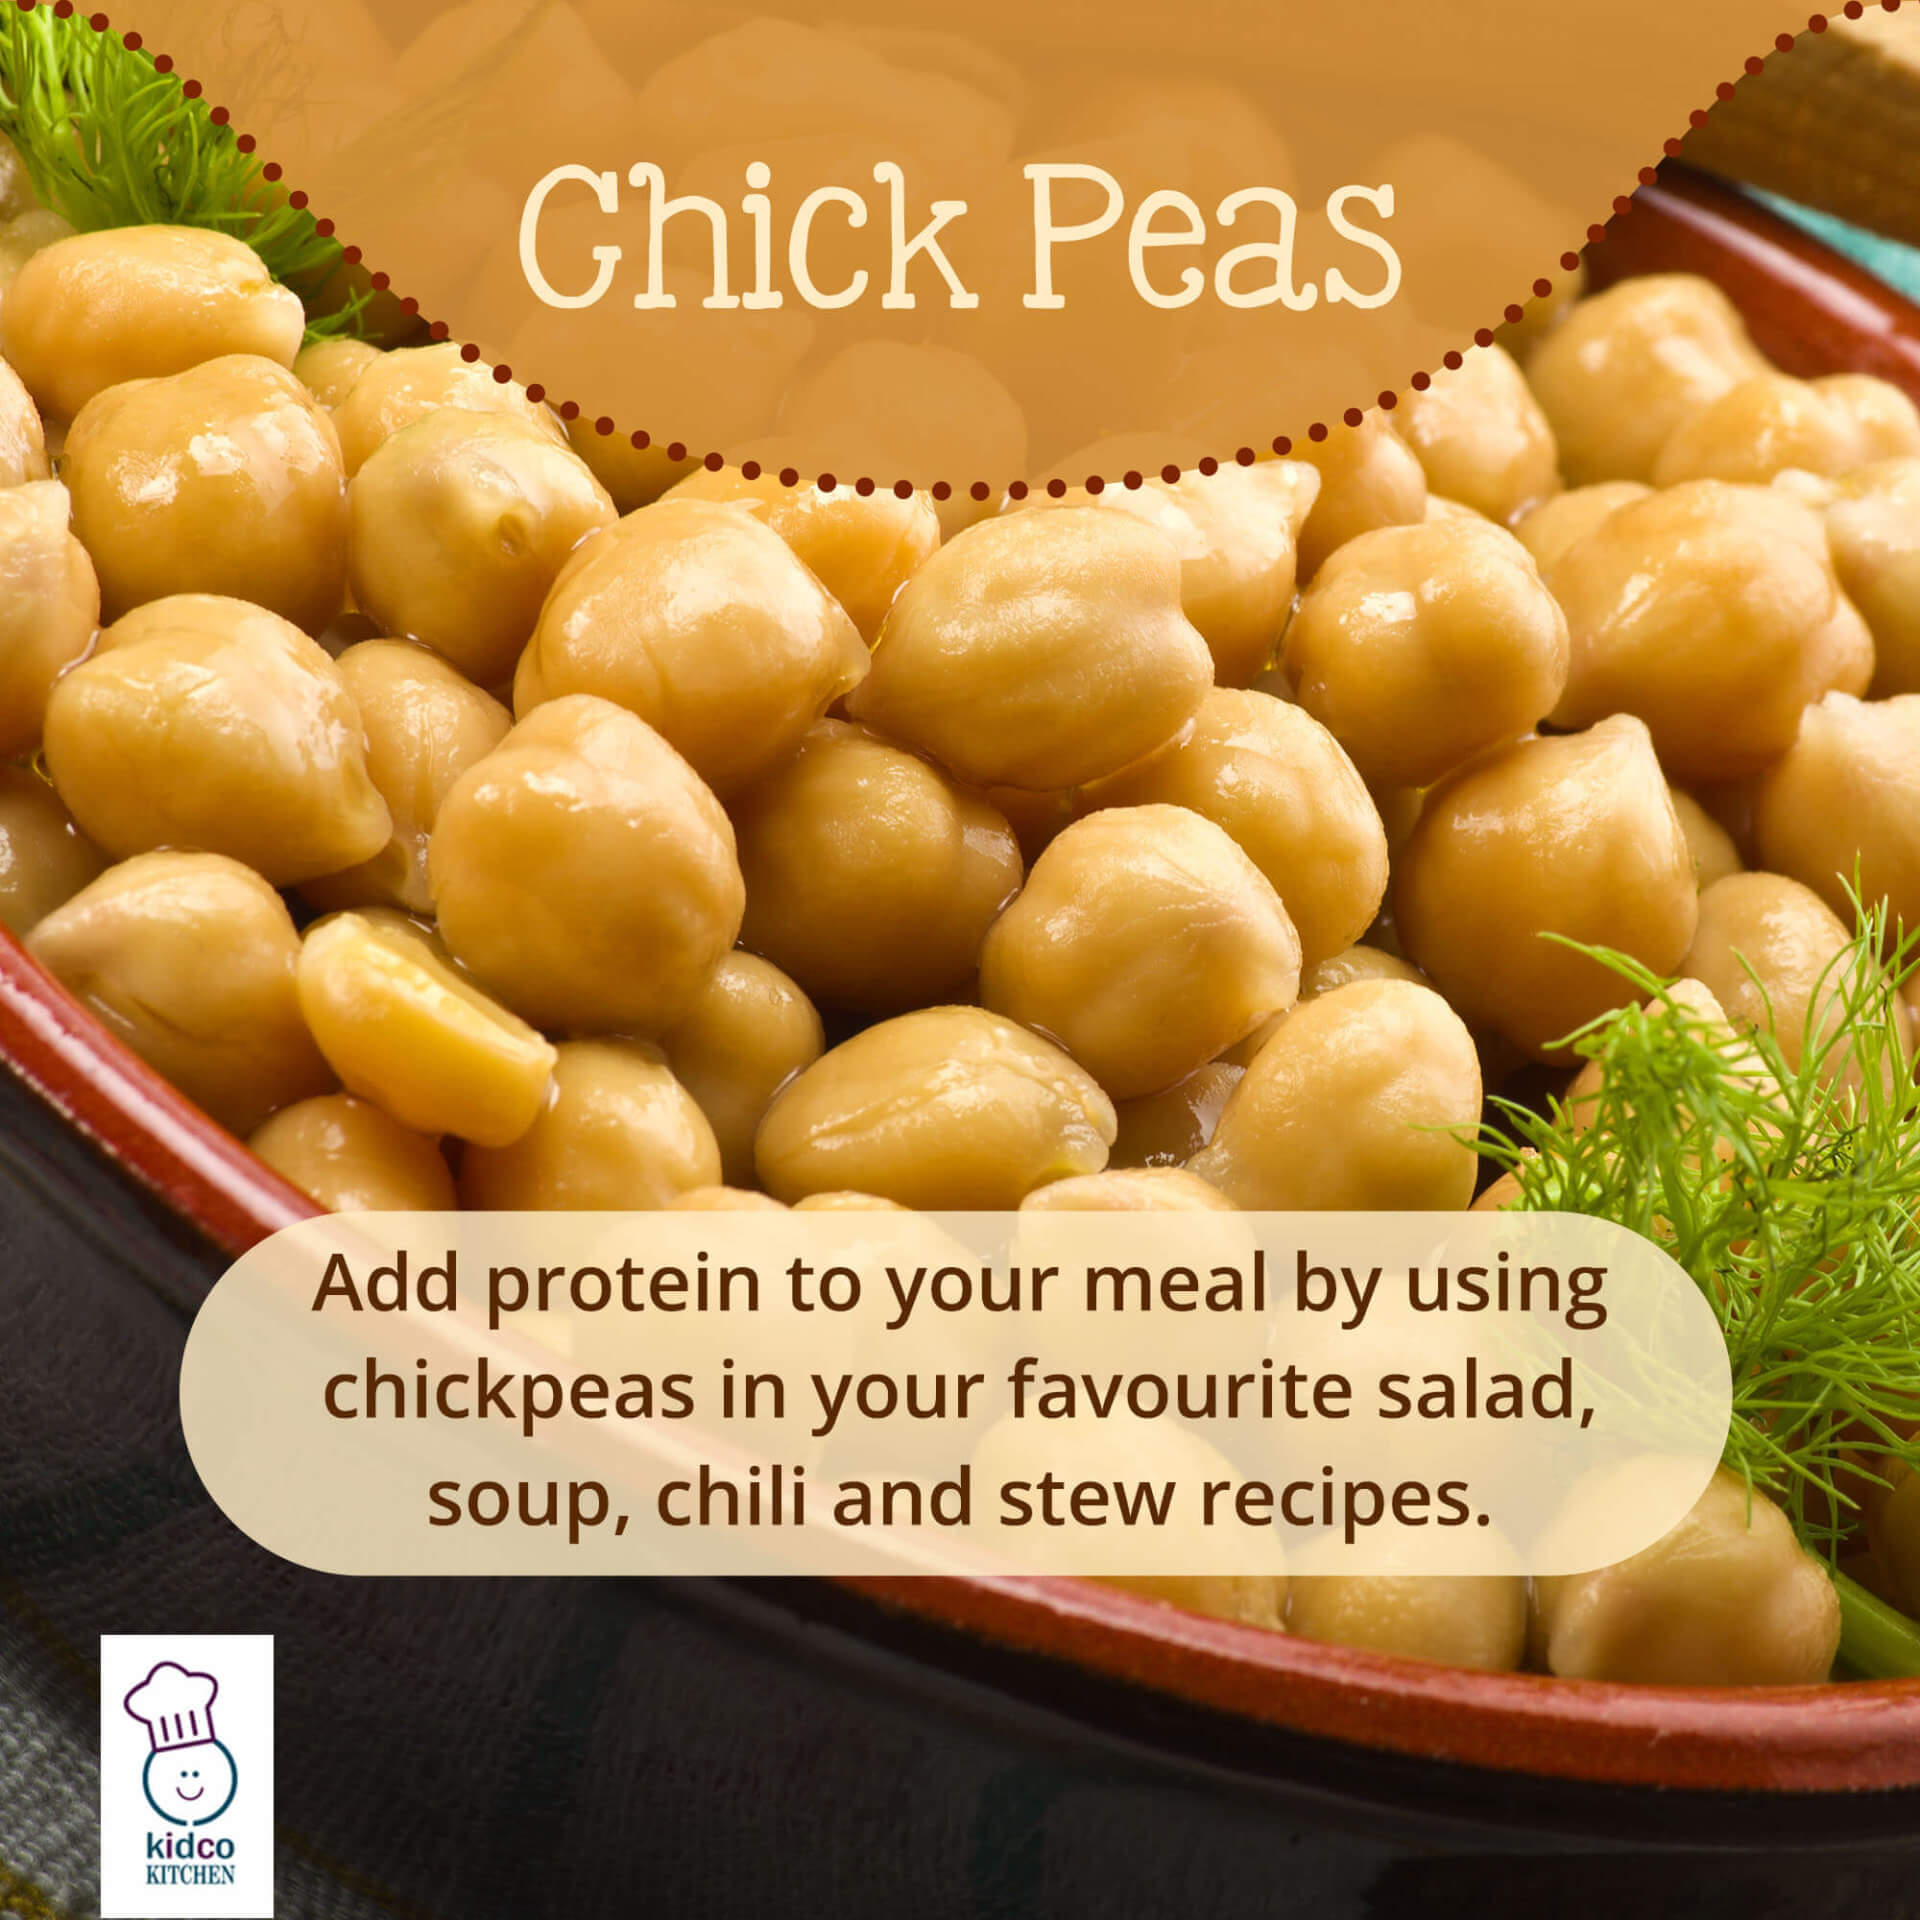 Chick Peas
Add protein to your meal by using
chickpeas in your favourite salad,
soup, chili and stew recipes.
kidco
KITCHEN